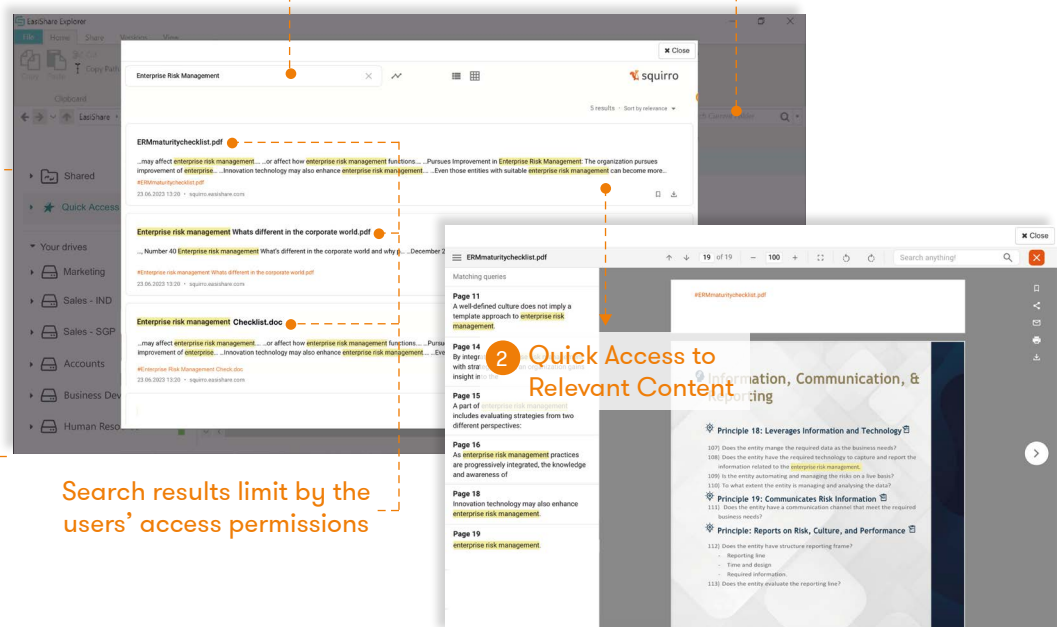 EasiShare Explorer
File Home Share Versions View
Copy Paste Copy Path
Clipboard
EasiShare
Shared
Quick Access
Your drives
Marketing
Sales - IND
Sales - SGP
Accounts
Business Dev
Human Reso
✖ Close
Enterprise Risk Management
squirro
5 results • Sort by relevance
ERMmaturitychecklist.pdf
...may affect enterprise risk management... ...or affect how enterprise risk management functions.... ...Pursues Improvement in Enterprise Risk Management: The organization pursues
improvement of enterprise... ...Innovation technology may also enhance enterprise risk management.... ...Even those entities with suitable enterprise risk management can become more..
#ERMmaturitychecklist.pdf
23.06.2023 13:20 • squirro.easishare.com
Enterprise risk management Whats different in the corporate world.pdf
..., Number 40 Enterprise risk management What's different in the corporate world and why ... ...December 2
#Enterprise risk management Whats different in the corporate world.pdf
23.06.2023 13:20 • squirro.easishare.com
Enterprise risk management Checklist.doc
...may affect enterprise risk management.... ...or affect how enterprise risk management functions.... ...Pursu
improvement of enterprise... ...Innovation technology may also enhance enterprise risk management.... ...Eve
#Enterprise Risk Management Check.doc
23.06.2023 13:20 • squirro.easishare.com
Search results limit by the
users' access permissions
✖ Close
ERMmaturitychecklist.pdf
19 of 19 − 100 +
Search anything!
Matching queries
Page 11
A well-defined culture does not imply a
template approach to enterprise risk
management.
Page 14
By integ
with stra
insight in
Page 15
A part of enterprise risk management
includes evaluating strategies from two
different perspectives:
Page 16
As enterprise risk management practices
are progressively integrated, the knowledge
and awareness of
Page 18
Innovation technology may also enhance
enterprise risk management.
Page 19
enterprise risk management.
2 Quick Access to
Relevant Content
#ERMmaturitychecklist.pdf
Information, Communication, &
Reporting
Principle 18: Leverages Information and Technology
107) Does the entity mange the required data as the business needs?
108) Does the entity have the required technology to capture and report the
information related to the enterprise risk management.
109) Is the entity automating and managing the risks on a live basis?
110) To what extent the entity is managing and analysing the data?
Principle 19: Communicates Risk Information
111) Does the entity have a communication channel that meet the required
business needs?
Principle: Reports on Risk, Culture, and Performance
112) Does the entity have structure reporting frame?
- Reporting line
- Time and design
- Required information.
113) Does the entity evaluate the reporting line?